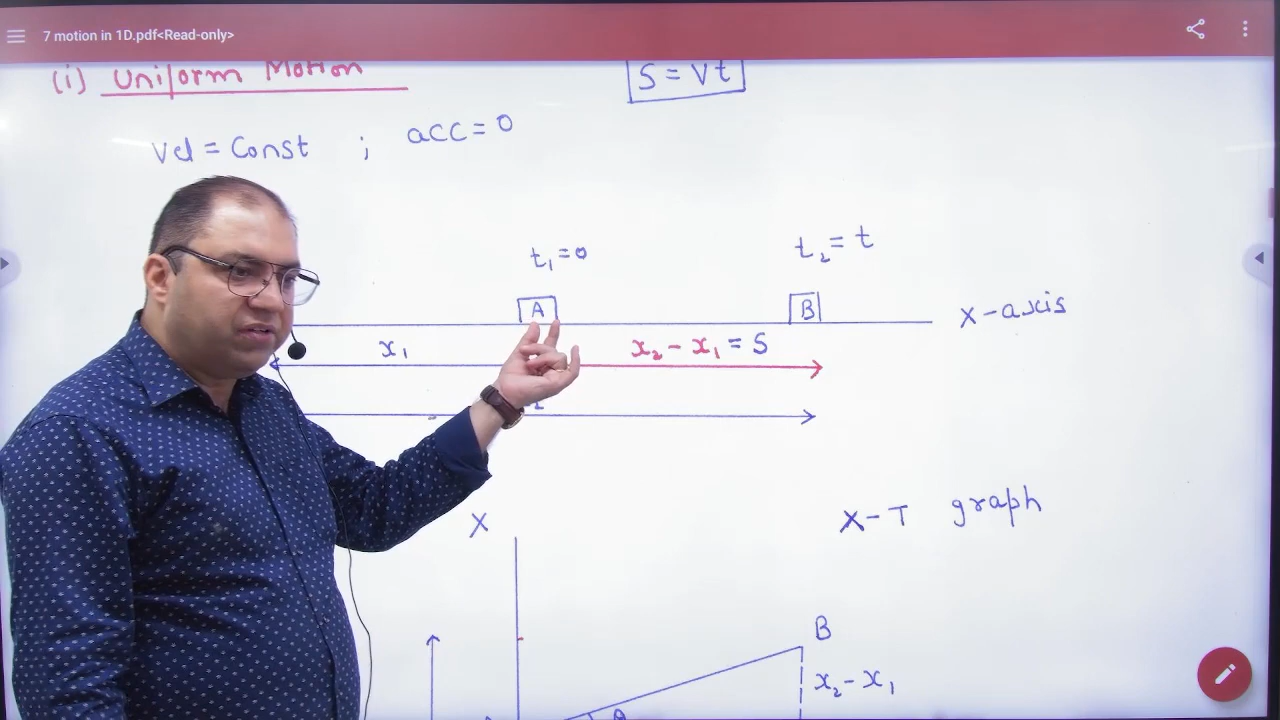 7 motion in 1D.pdf<Read-only>
(i) Uniform Motion
S = Vt
Vel = Const ; acc = 0
t₁ = 0
t₂ = t
A
B
X-axis
x₁
x₂ - x₁ = S
X
X-T graph
B
x₂ - x₁
θ